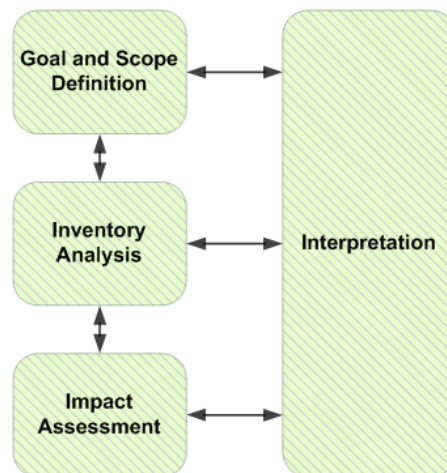 Goal and Scope
Definition
Inventory
Analysis
Interpretation
Impact
Assessment